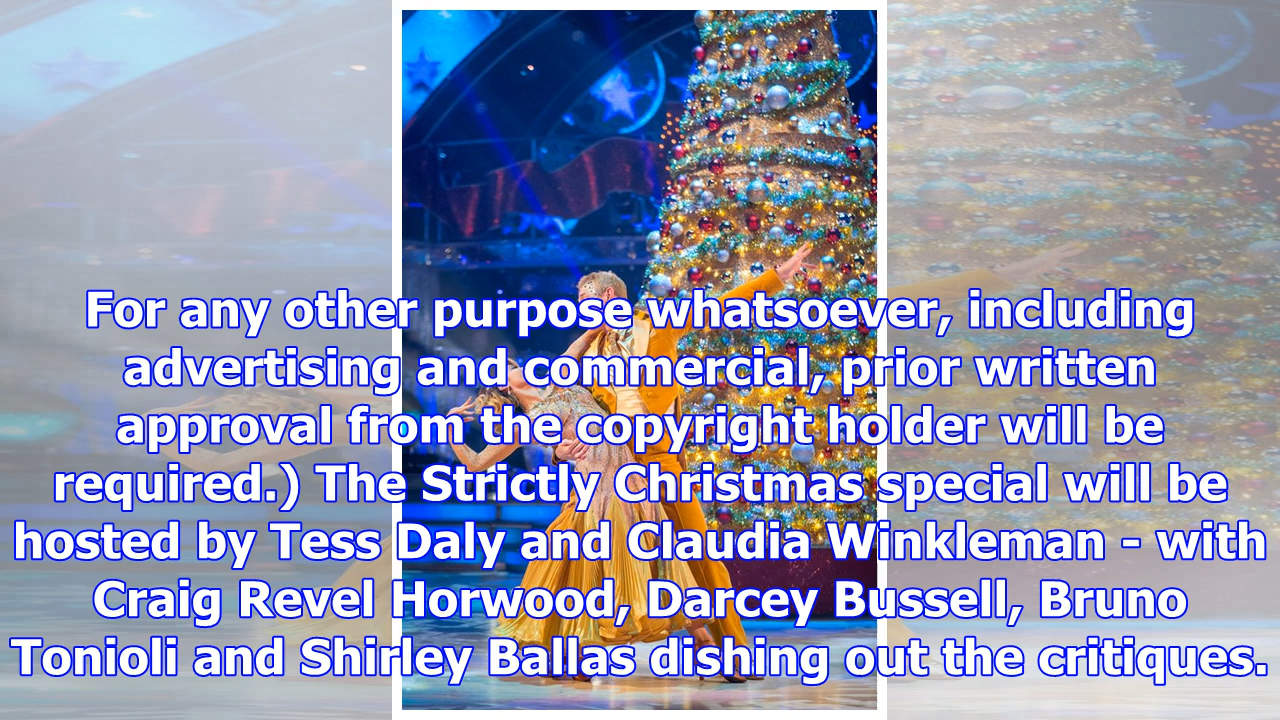 For any other purpose whatsoever, including
advertising and commercial, prior written
approval from the copyright holder will be
required.) The Strictly Christmas special will be
hosted by Tess Daly and Claudia Winkleman - with
Craig Revel Horwood, Darcey Bussell, Bruno
Tonioli and Shirley Ballas dishing out the critiques.